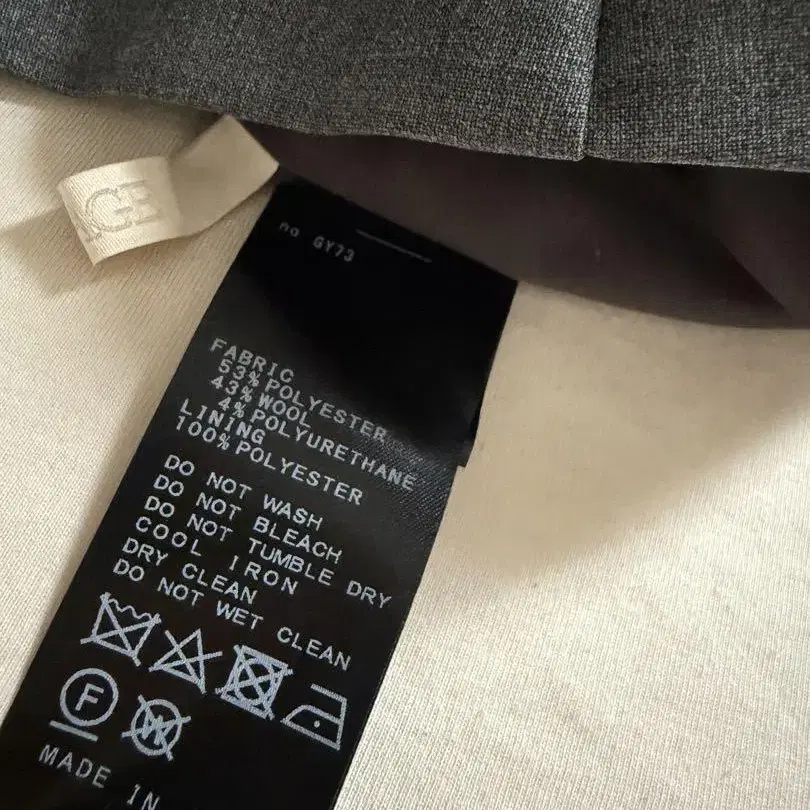 AGE
no GY73
FABRIC
53%POLYESTER
43%WOOL
4%POLYURETHANE
LINING
100%POLYESTER
DO NOT WASH
DO NOT BLEACH
DO NOT TUMBLE DRY
COOL IRON
DRY CLEAN
DO NOT WET CLEAN
F
W
MADE IN